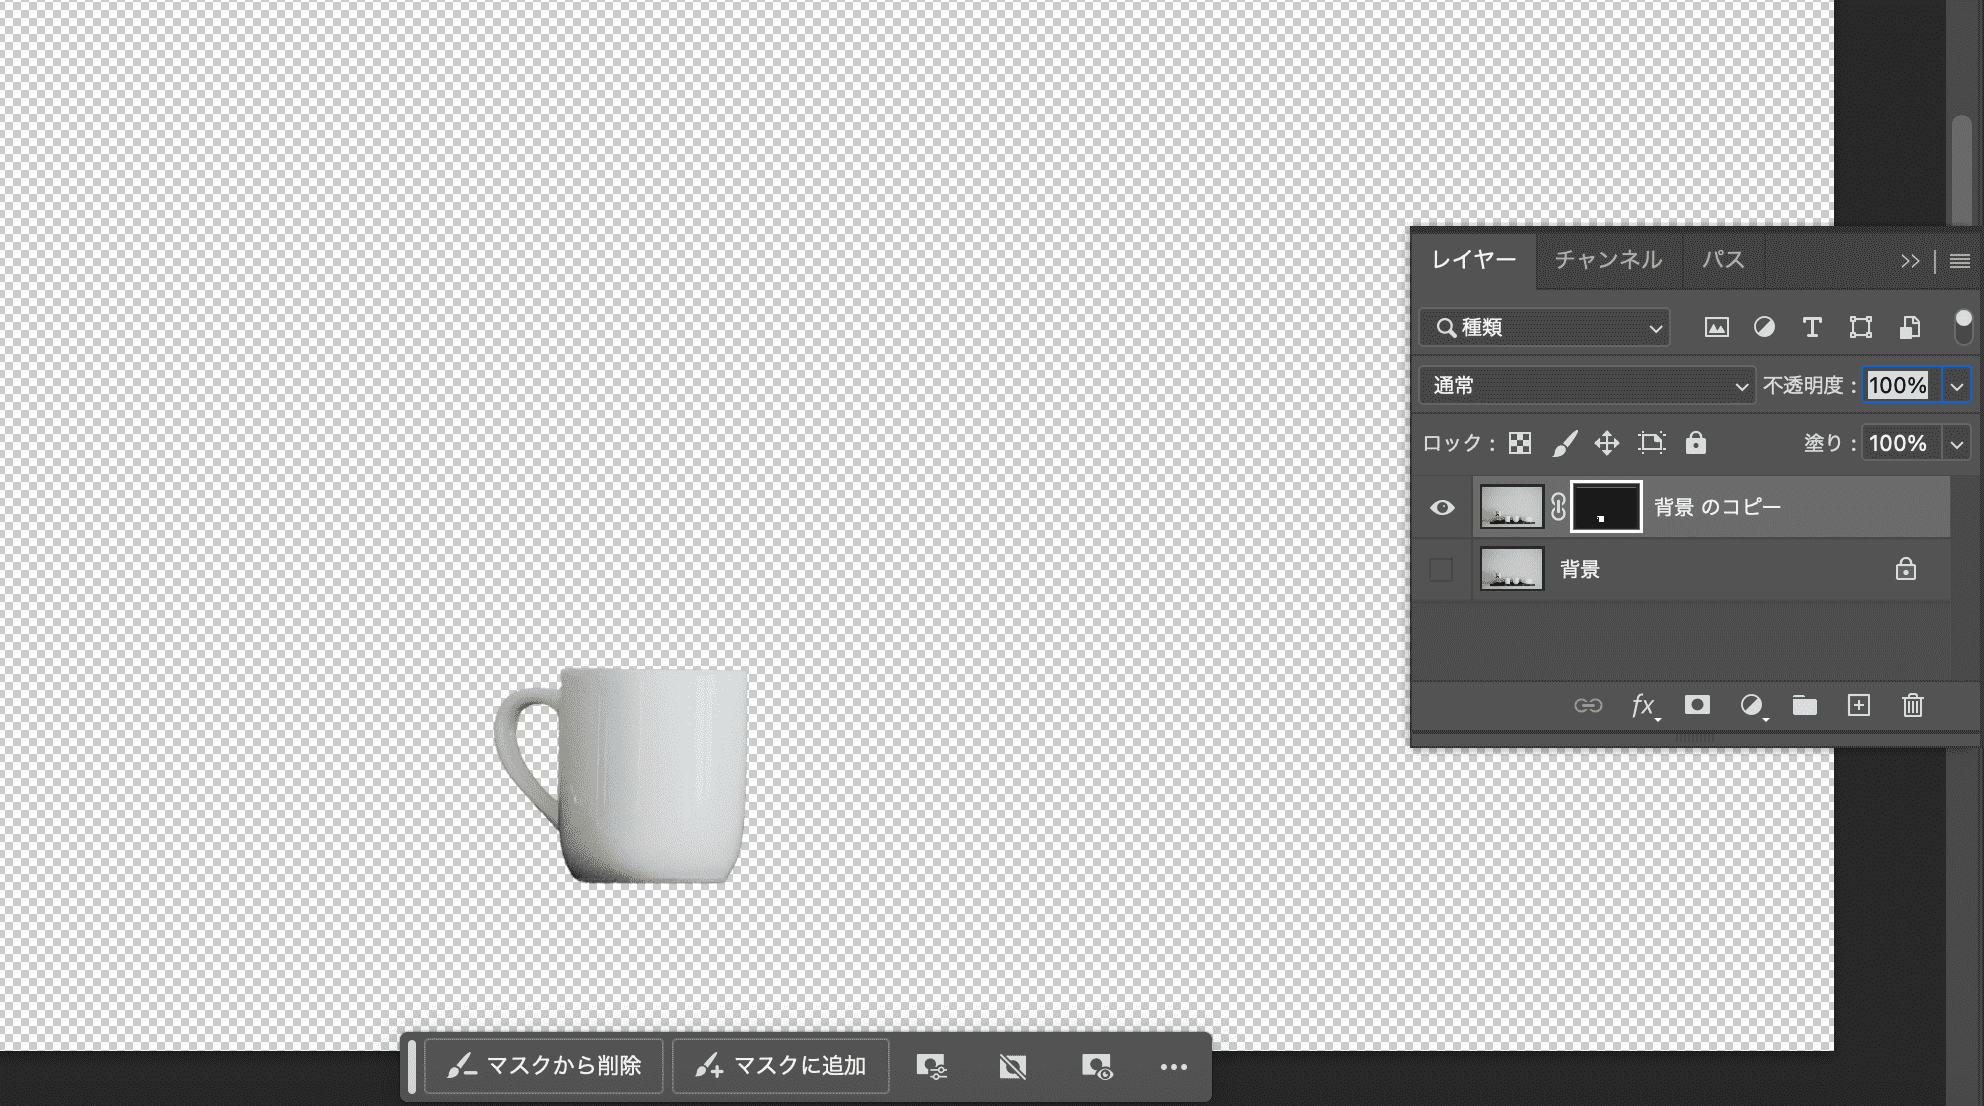 レイヤー チャンネル パス
種類
通常 不透明度: 100%
ロック: 塗り: 100%
背景 のコピー
背景
fx
マスクから削除 マスクに追加